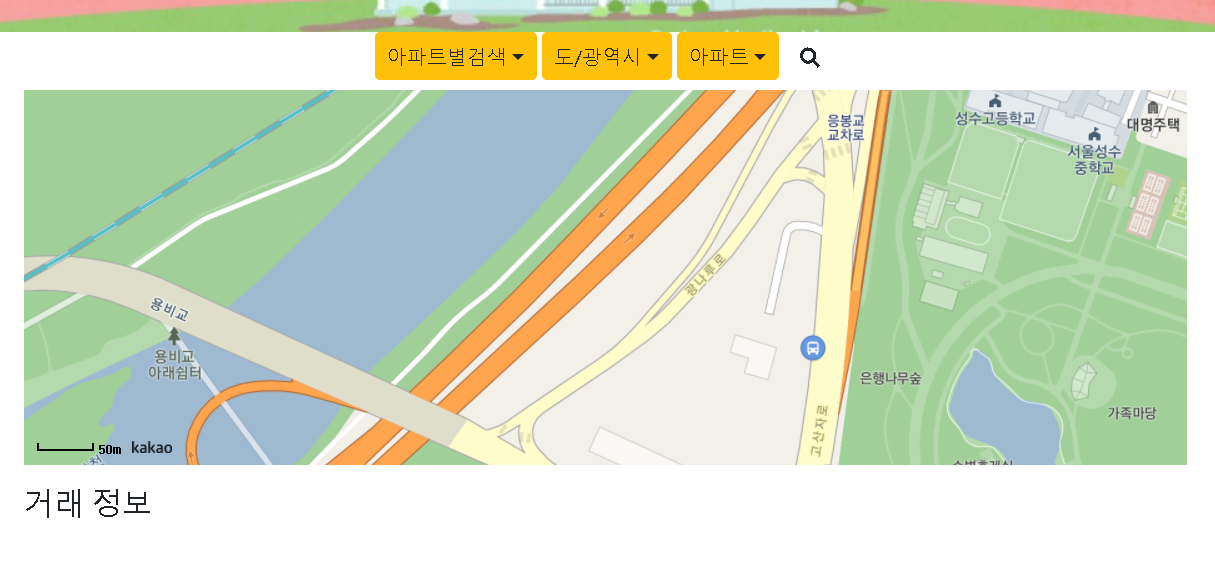 아파트별검색
도/광역시
아파트
응봉교
교차로
성수고등학교
대명주택
서울성수
중학교
광나루로
용비교
용비교
아래쉼터
은행나무숲
가족마당
고산자로
50m
kakao
거래 정보